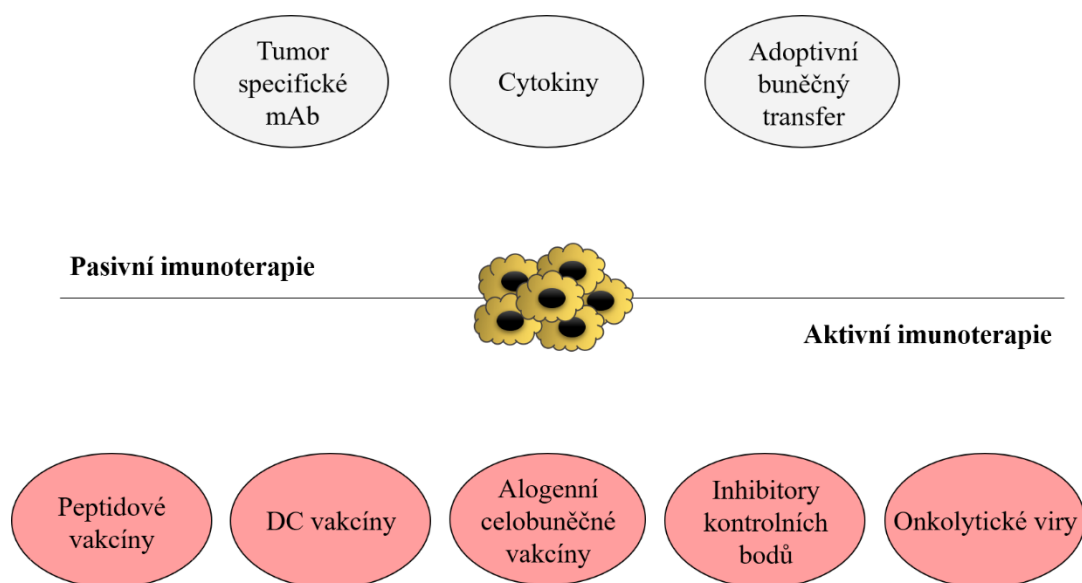 Tumor
specifické
mAb
Cytokiny
Adoptivní
buněčný
transfer
Pasivní imunoterapie
Aktivní imunoterapie
Peptidové
vakcíny
DC vakcíny
Alogenní
celobuněčné
vakcíny
Inhibitory
kontrolních
bodů
Onkolytické viry